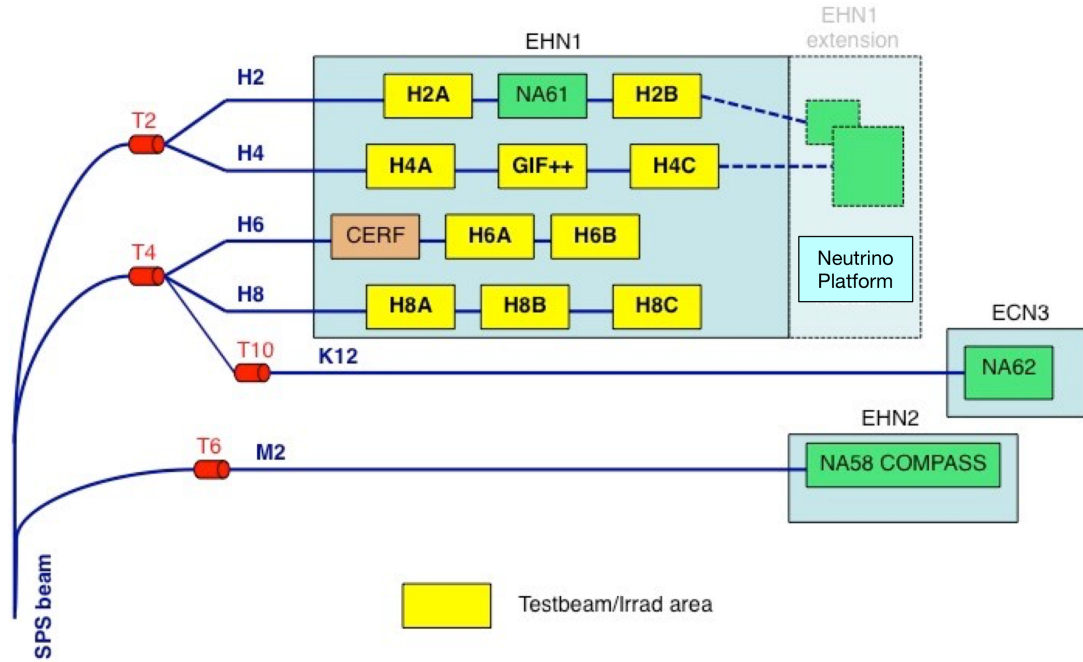 EHN1
extension
EHN1
H2
H2A
NA61
H2B
T2
H4
H4A
GIF++
H4C
H6
CERF
H6A
H6B
T4
Neutrino
Platform
H8
H8A
H8B
H8C
ECN3
T10
K12
NA62
EHN2
T6
M2
NA58 COMPASS
SPS beam
Testbeam/Irrad area